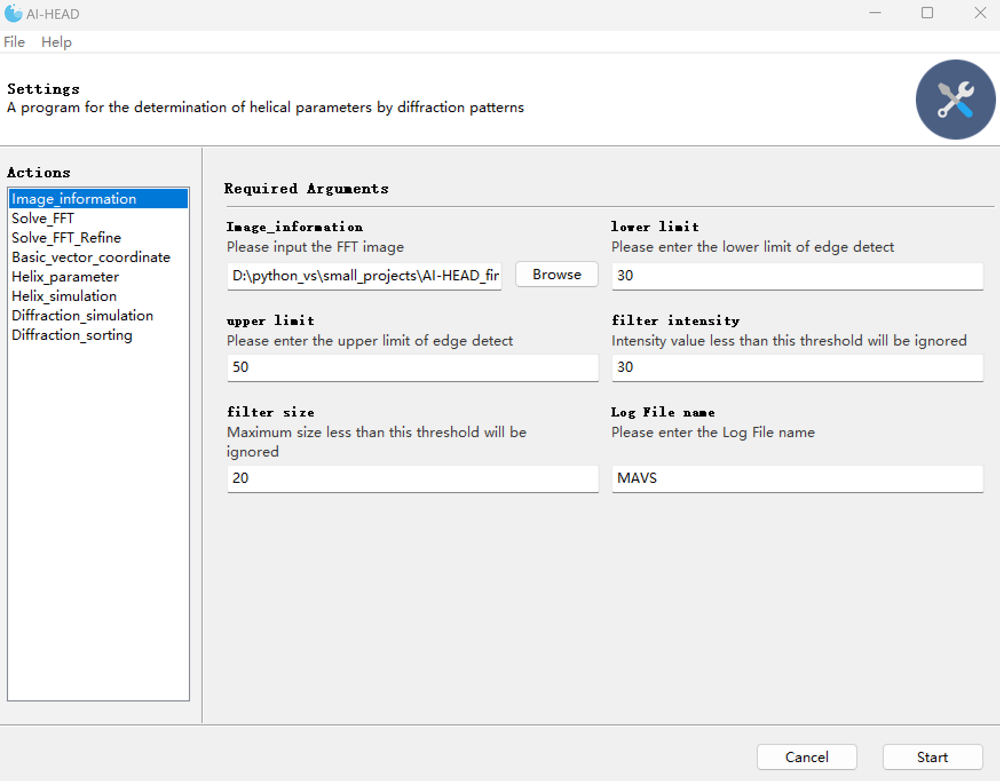 AI-HEAD
File Help
Settings
A program for the determination of helical parameters by diffraction patterns
Actions
Image_information
Solve_FFT
Solve_FFT_Refine
Basic_vector_coordinate
Helix_parameter
Helix_simulation
Diffraction_simulation
Diffraction_sorting
Required Arguments
Image_information
Please input the FFT image
D:\python_vs\small_projects\AI-HEAD_fir
Browse
lower limit
Please enter the lower limit of edge detect
30
upper limit
Please enter the upper limit of edge detect
50
filter intensity
Intensity value less than this threshold will be ignored
30
filter size
Maximum size less than this threshold will be
ignored
20
Log File name
Please enter the Log File name
MAVS
Cancel
Start